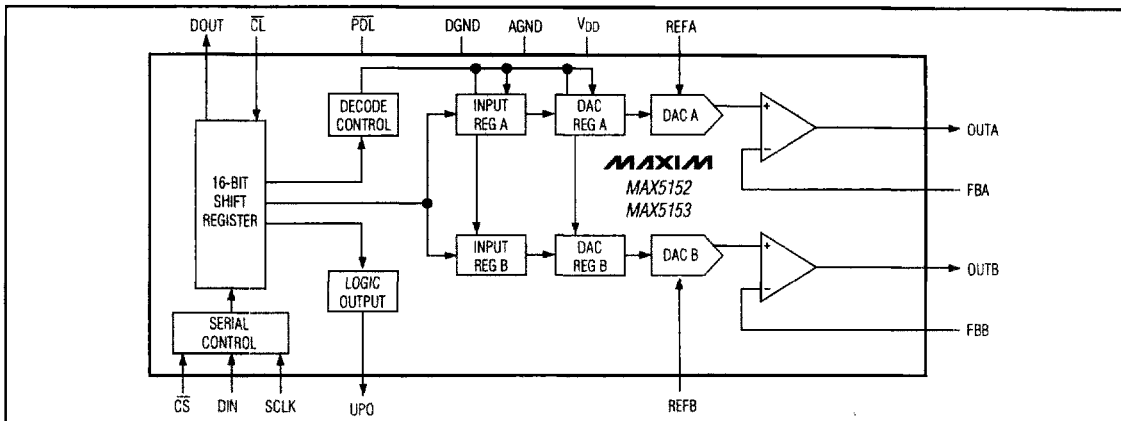 DOUT CL PDL DGND AGND VDD REFA
DECODE
CONTROL
INPUT
REG A
DAC
REG A
DAC A
+
−
OUTA
FBA
16-BIT
SHIFT
REGISTER
MAXIM
MAX5152
MAX5153
INPUT
REG B
DAC
REG B
DAC B
+
−
OUTB
FBB
LOGIC
OUTPUT
SERIAL
CONTROL
CS DIN SCLK UPO REFB